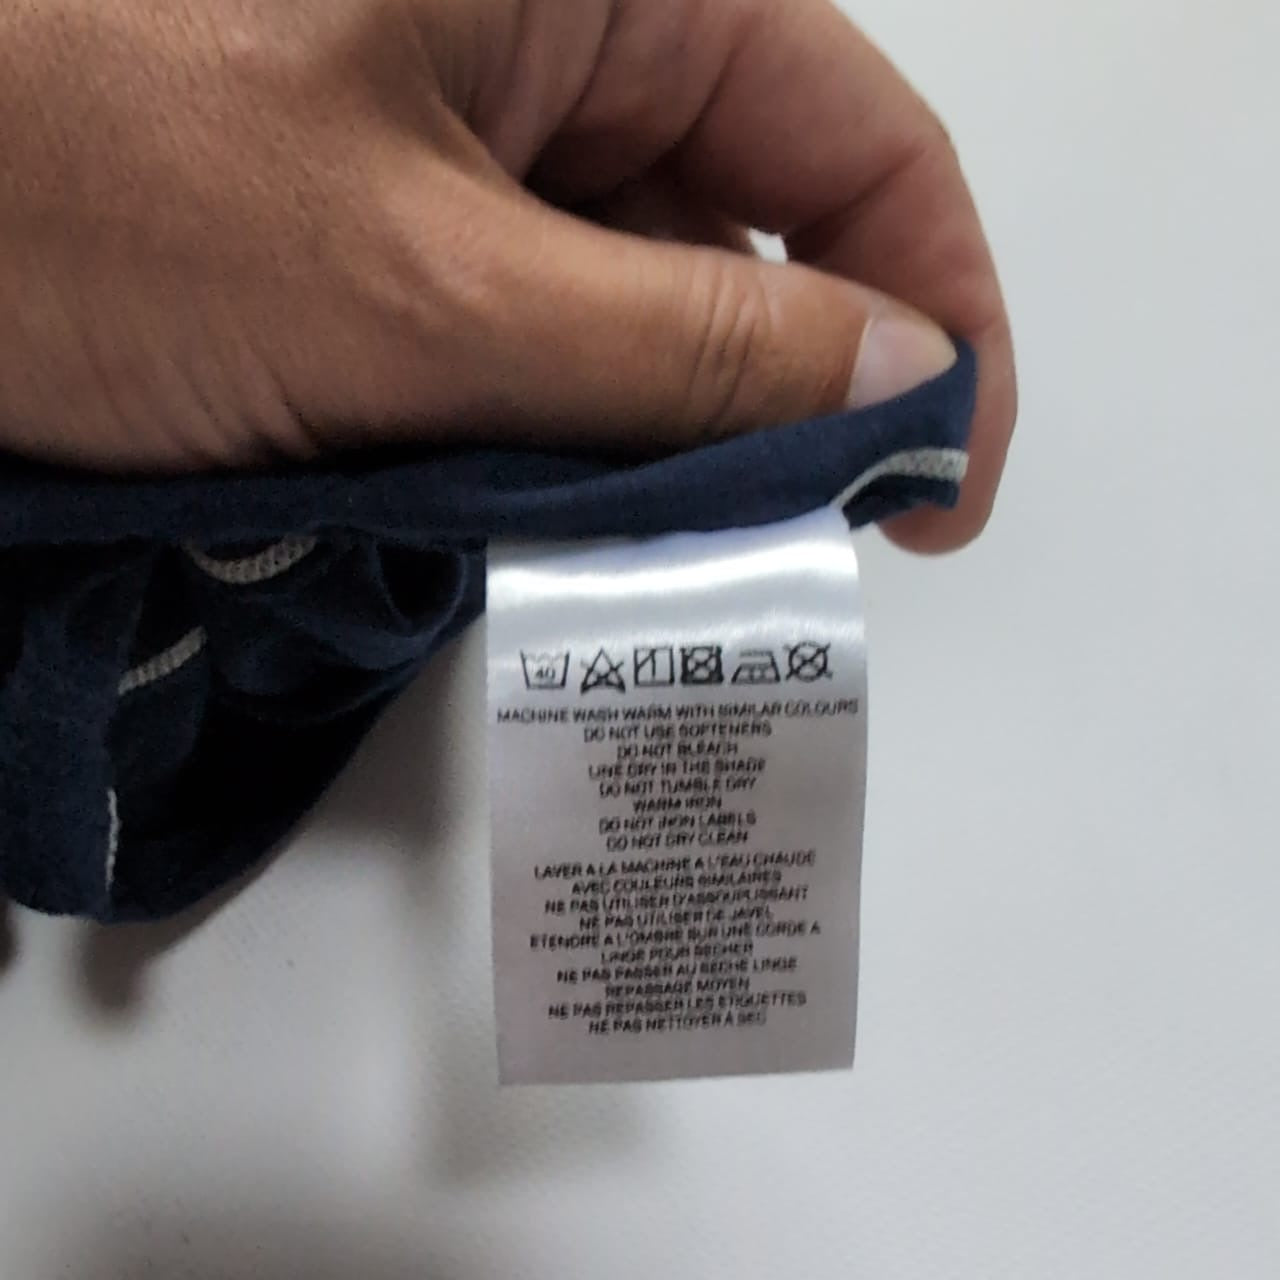 40
MACHINE WASH WARM WITH SIMILAR COLOURS
DO NOT USE SOFTENERS
DO NOT BLEACH
LINE DRY IN THE SHADE
DO NOT TUMBLE DRY
WARM IRON
DO NOT IRON LABELS
DO NOT DRY CLEAN
LAVER A LA MACHINE A L'EAU CHAUDE
AVEC COULEURS SIMILAIRES
NE PAS UTILISER D'ASSOUPLISSANT
NE PAS UTILISER DE JAVEL
ETENDRE A L'OMBRE SUR UNE CORDE A
LINGE POUR SECHER
NE PAS PASSER AU SECHE LINGE
REPASSAGE MOYEN
NE PAS REPASSER LES ETIQUETTES
NE PAS NETTOYER À SEC